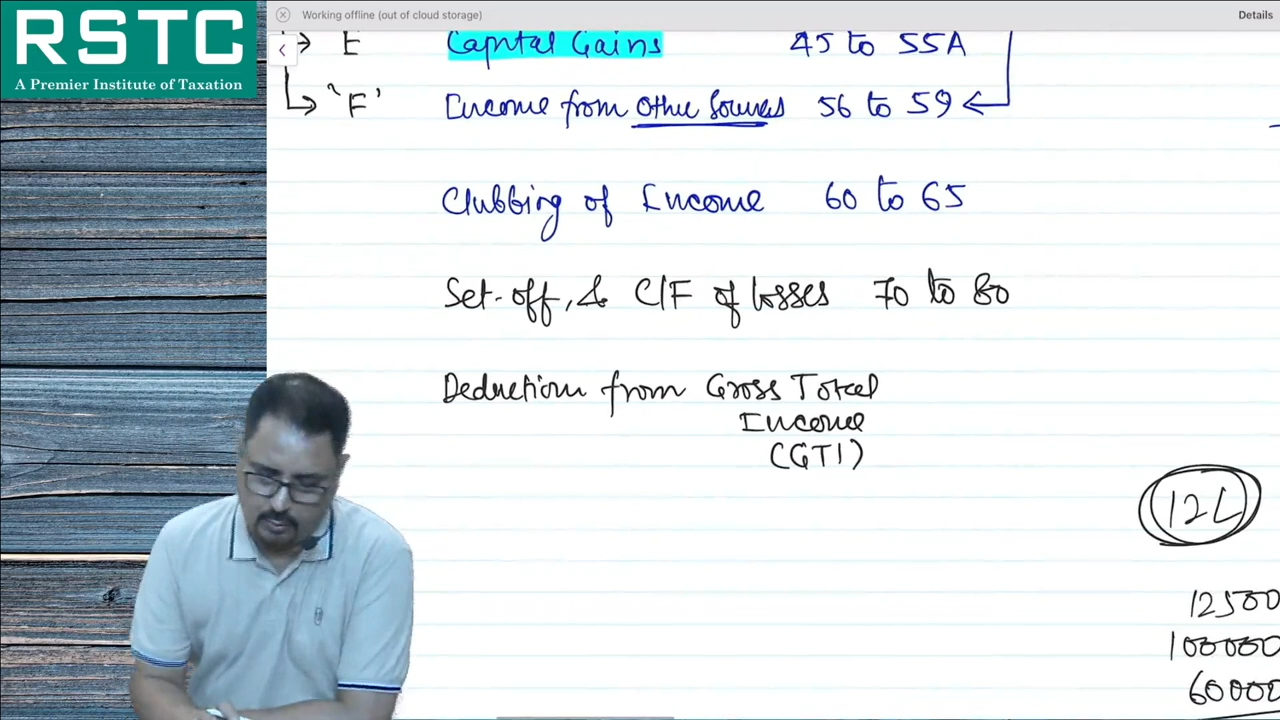 RSTC
A Premier Institute of Taxation
Working offline (out of cloud storage)
Details
E Capital Gains 45 to 55A
'F' Income from Other Sources 56 to 59
Clubbing of Income 60 to 65
Set-off, & C/F of losses 70 to 80
Deduction from Gross Total
Income
(GTI)
12L
12500
100000
60000